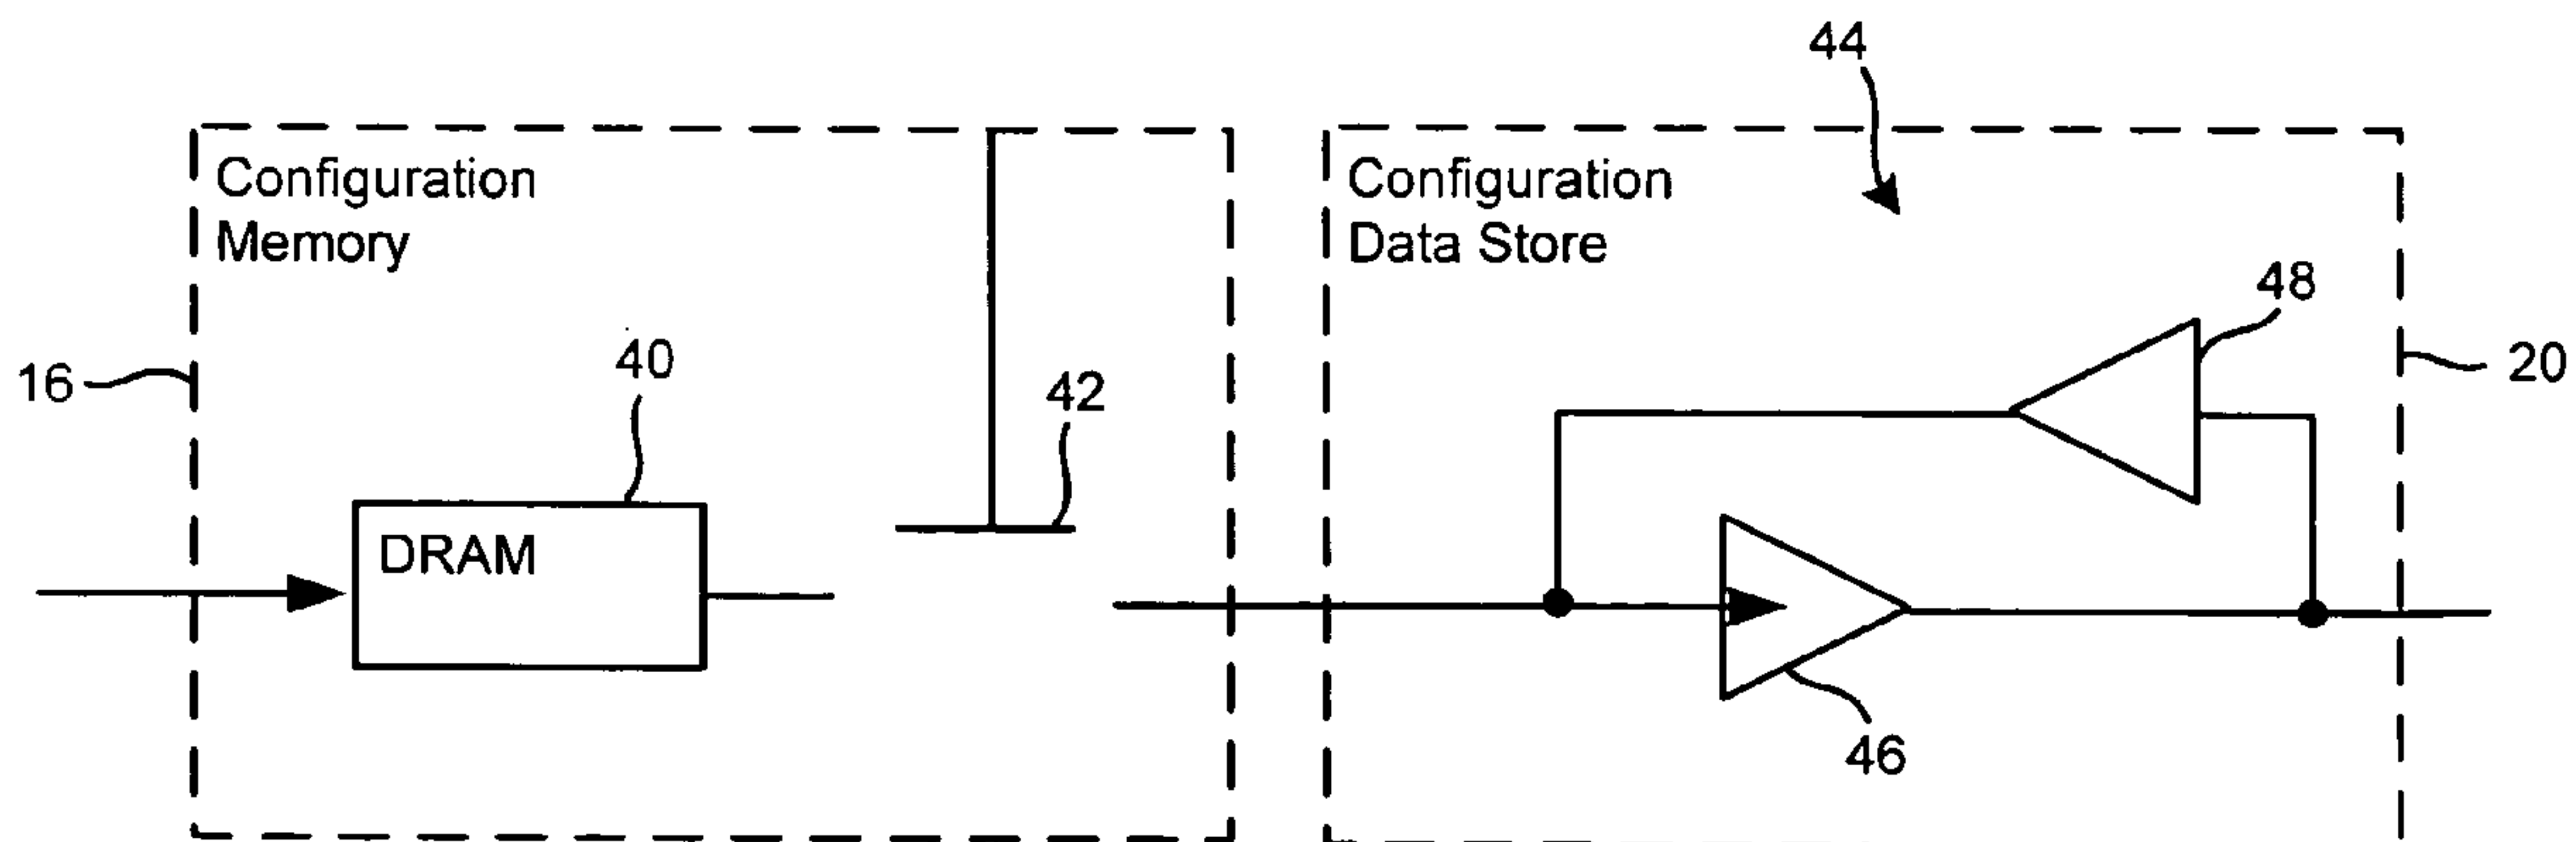 44
Configuration
Memory
Configuration
Data Store
48
16
40
42
20
DRAM
46